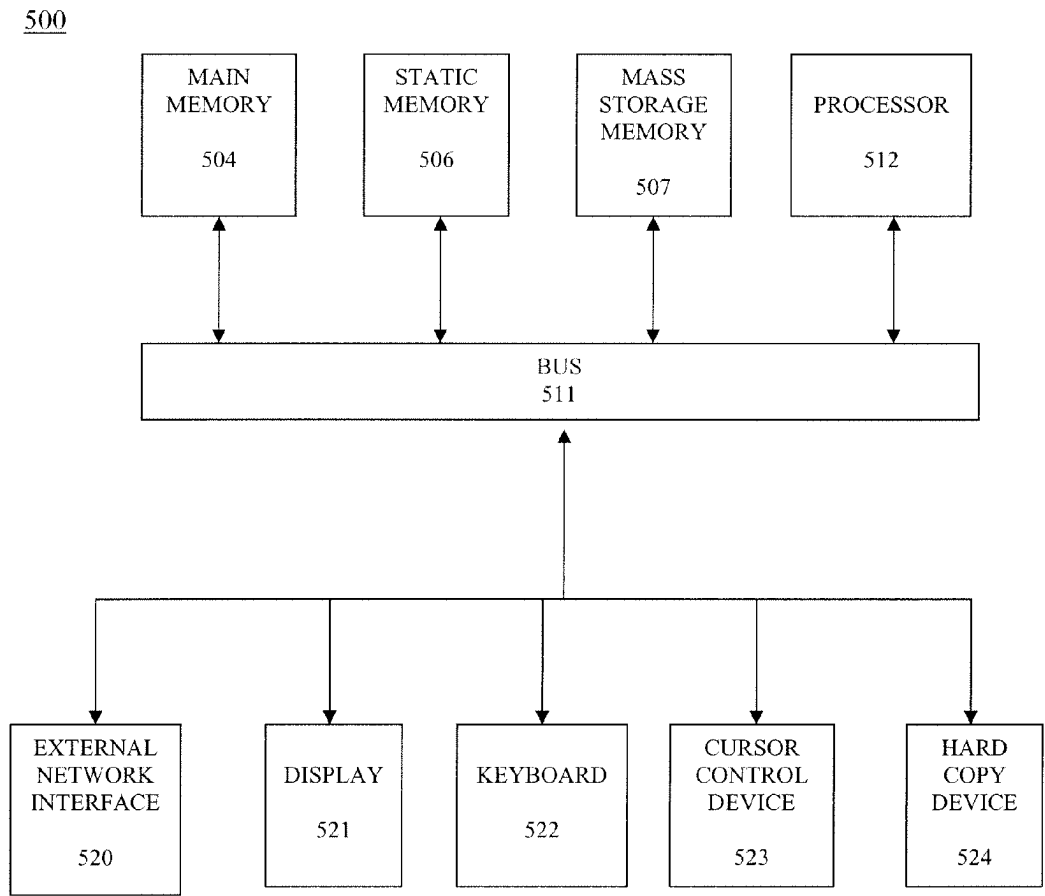 500
MAIN
MEMORY
504
STATIC
MEMORY
506
MASS
STORAGE
MEMORY
507
PROCESSOR
512
BUS
511
EXTERNAL
NETWORK
INTERFACE
520
DISPLAY
521
KEYBOARD
522
CURSOR
CONTROL
DEVICE
523
HARD
COPY
DEVICE
524